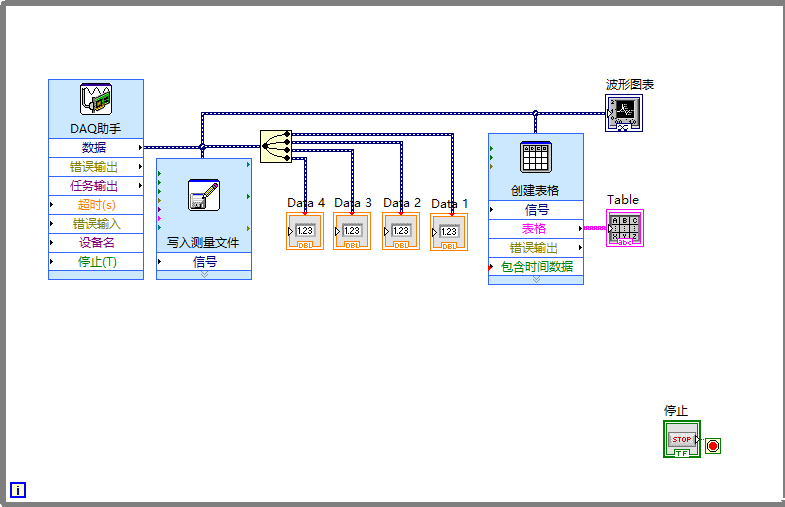 波形图表
DAQ助手
数据
错误输出
任务输出
超时(s)
错误输入
设备名
停止(T)
写入测量文件
信号
Data 4
Data 3
Data 2
Data 1
1.23
DBL
1.23
DBL
1.23
DBL
1.23
DBL
创建表格
信号
表格
错误输出
包含时间数据
Table
A B C
X Y Z
abc
停止
STOP
TF
i